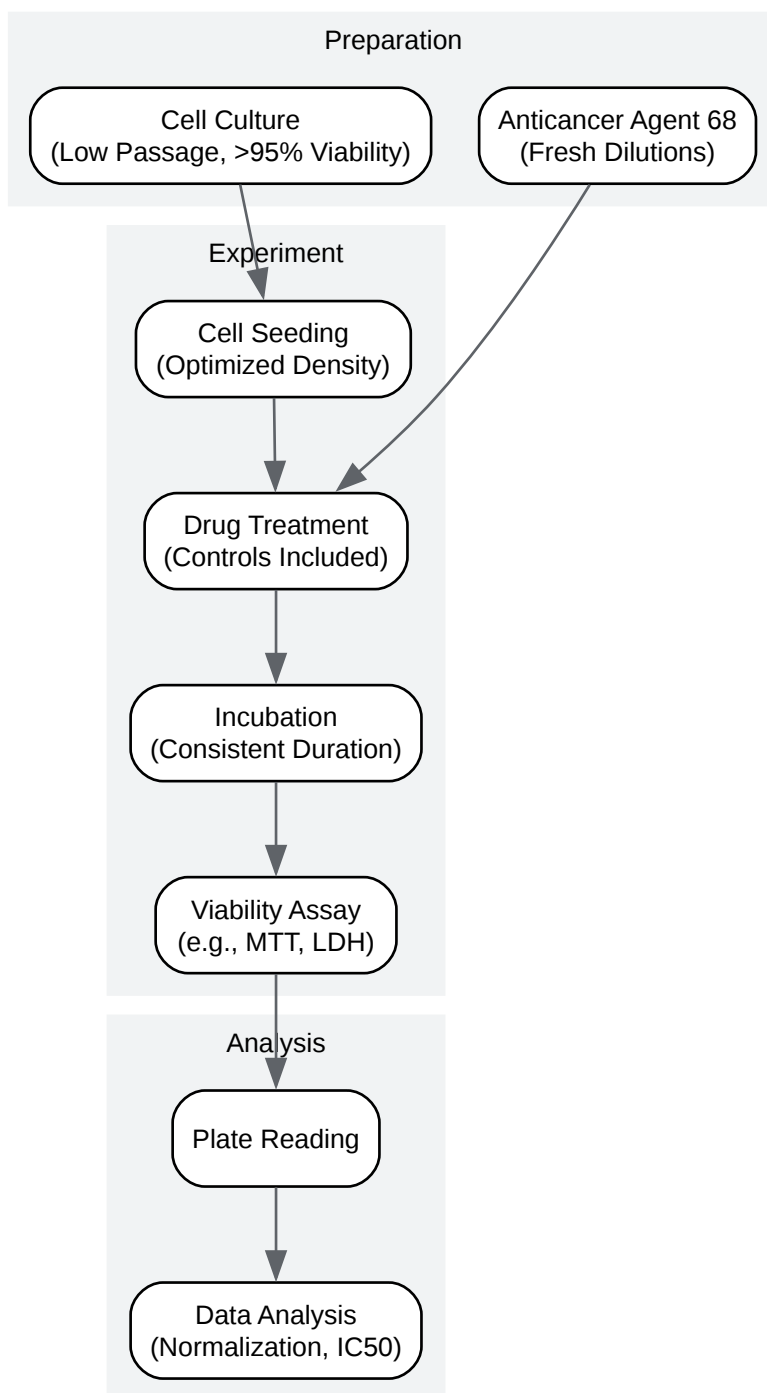 Preparation
Cell Culture
(Low Passage, >95% Viability)
Anticancer Agent 68
(Fresh Dilutions)
Experiment
Cell Seeding
(Optimized Density)
Drug Treatment
(Controls Included)
Incubation
(Consistent Duration)
Viability Assay
(e.g., MTT, LDH)
Analysis
Plate Reading
Data Analysis
(Normalization, IC50)